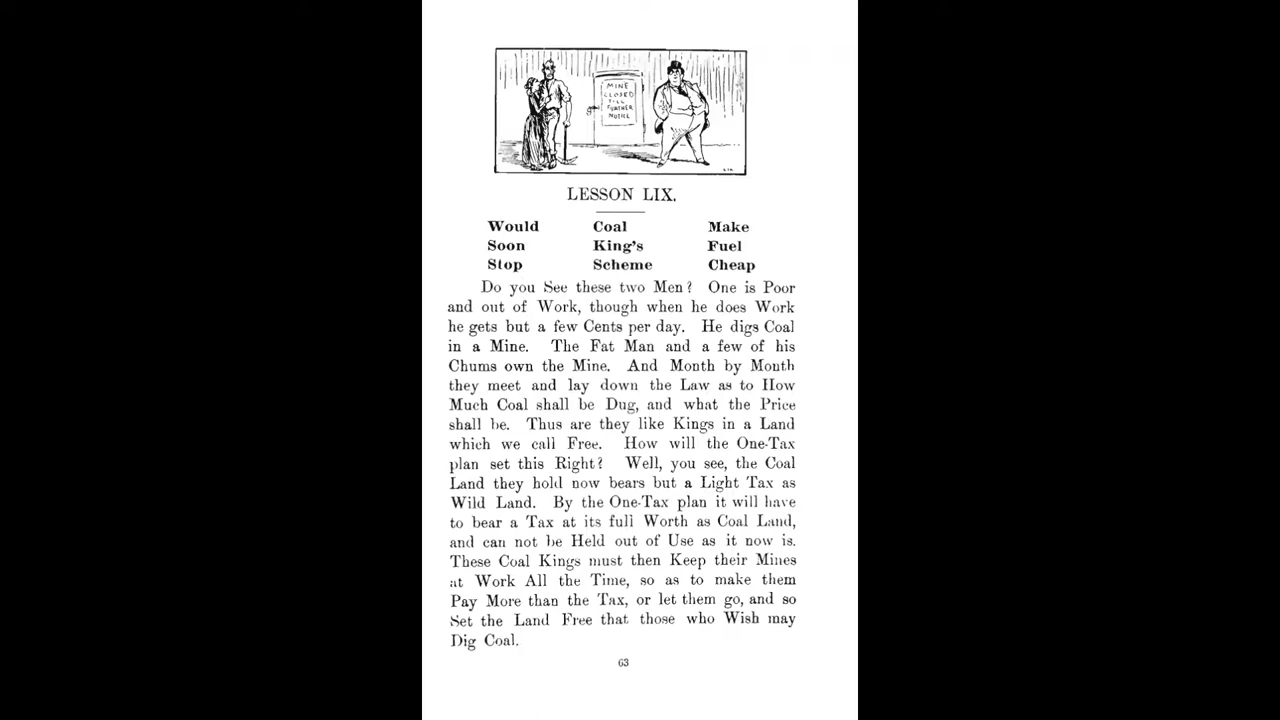 MINE
CLOSED
TILL
FURTHER
NOTICE
LESSON LIX.
Would Coal Make
Soon King's Fuel
Stop Scheme Cheap
Do you See these two Men? One is Poor
and out of Work, though when he does Work
he gets but a few Cents per day. He digs Coal
in a Mine. The Fat Man and a few of his
Chums own the Mine. And Month by Month
they meet and lay down the Law as to How
Much Coal shall be Dug, and what the Price
shall be. Thus are they like Kings in a Land
which we call Free. How will the One-Tax
plan set this Right? Well, you see, the Coal
Land they hold now bears but a Light Tax as
Wild Land. By the One-Tax plan it will have
to bear a Tax at its full Worth as Coal Land,
and can not be Held out of Use as it now is.
These Coal Kings must then Keep their Mines
at Work All the Time, so as to make them
Pay More than the Tax, or let them go, and so
Set the Land Free that those who Wish may
Dig Coal.
63